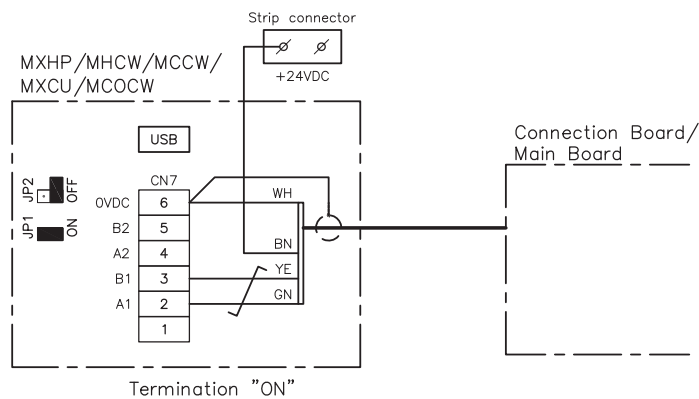 Strip connector
+24VDC
MXHP/MHCW/MCCW/
MXCU/MCOCW
USB
CN7
JP2
OFF
JP1
ON
0VDC 6 WH
B2 5
A2 4 BN
B1 3 YE
A1 2 GN
1
Connection Board/
Main Board
Termination "ON"